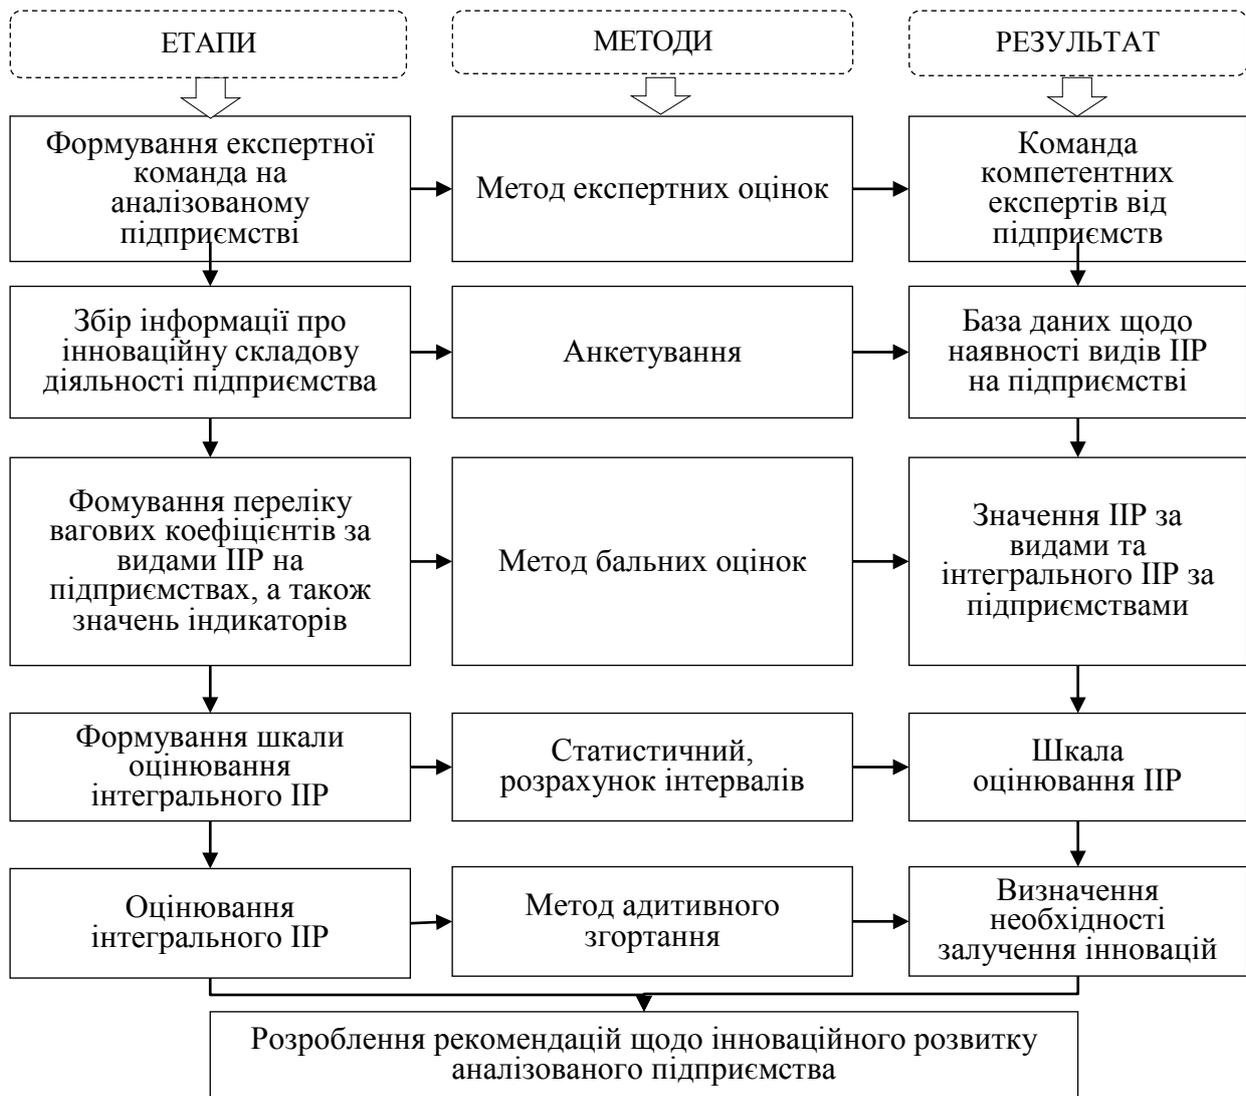 ЕТАПИ
МЕТОДИ
РЕЗУЛЬТАТ
Формування експертної
команда на
аналізованому
підприємстві
Метод експертних оцінок
Команда
компетентних
експертів від
підприємств
Збір інформації про
інноваційну складову
діяльності підприємства
Анкетування
База даних щодо
наявності видів ІІР
на підприємстві
Фомування переліку
вагових коефіцієнтів за
видами ІІР на
підприємствах, а також
значень індикаторів
Метод бальних оцінок
Значення ІІР за
видами та
інтегрального ІІР за
підприємствами
Формування шкали
оцінювання
інтегрального ІІР
Статистичний,
розрахунок інтервалів
Шкала
оцінювання ІІР
Оцінювання
інтегрального ІІР
Метод адитивного
згортання
Визначення
необхідності
залучення інновацій
Розроблення рекомендацій щодо інноваційного розвитку
аналізованого підприємства